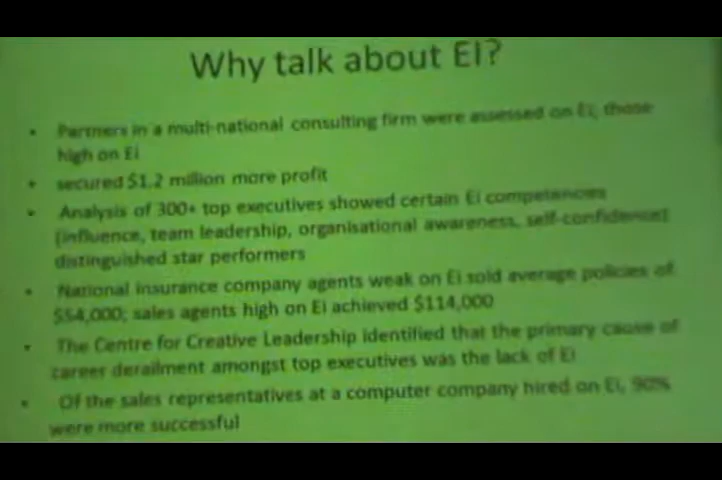 Why talk about EI?
• Partners in a multi-national consulting firm were assessed on Ei, those
high on Ei
• secured $1.2 million more profit
• Analysis of 300+ top executives showed certain Ei competencies
(influence, team leadership, organisational awareness, self-confidence)
distinguished star performers
• National insurance company agents weak on Ei sold average policies of
$54,000; sales agents high on Ei achieved $114,000
• The Centre for Creative Leadership identified that the primary cause of
career derailment amongst top executives was the lack of Ei
• Of the sales representatives at a computer company hired on Ei, 90%
were more successful